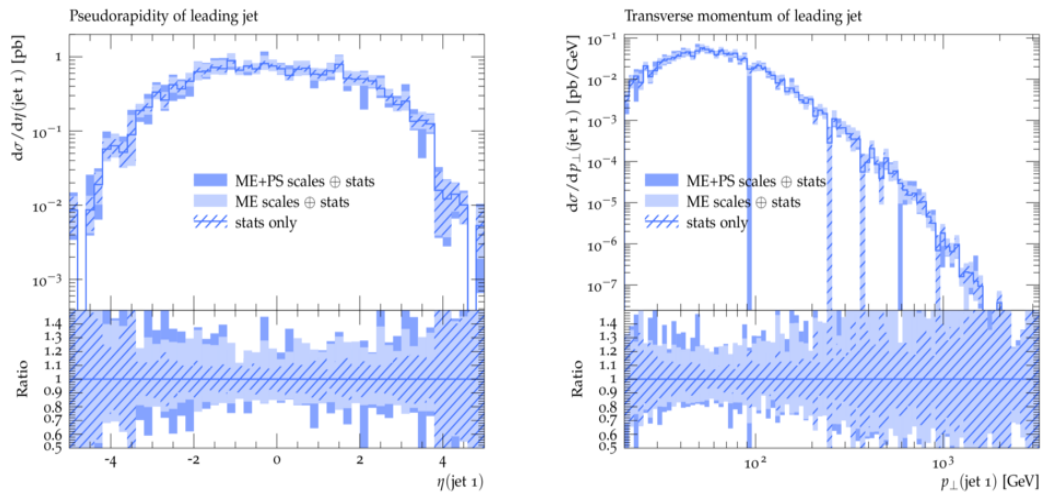 Pseudorapidity of leading jet
dσ/dη(jet 1) [pb]
1
10⁻¹
10⁻²
10⁻³
ME+PS scales ⊕ stats
ME scales ⊕ stats
stats only
Ratio
1.4
1.3
1.2
1.1
1
0.9
0.8
0.7
0.6
0.5
-4
-2
0
2
4
η(jet 1)
Transverse momentum of leading jet
dσ/dp⊥(jet 1) [pb/GeV]
10⁻¹
10⁻²
10⁻³
10⁻⁴
10⁻⁵
10⁻⁶
10⁻⁷
ME+PS scales ⊕ stats
ME scales ⊕ stats
stats only
Ratio
1.4
1.3
1.2
1.1
1
0.9
0.8
0.7
0.6
0.5
10²
10³
p⊥(jet 1) [GeV]